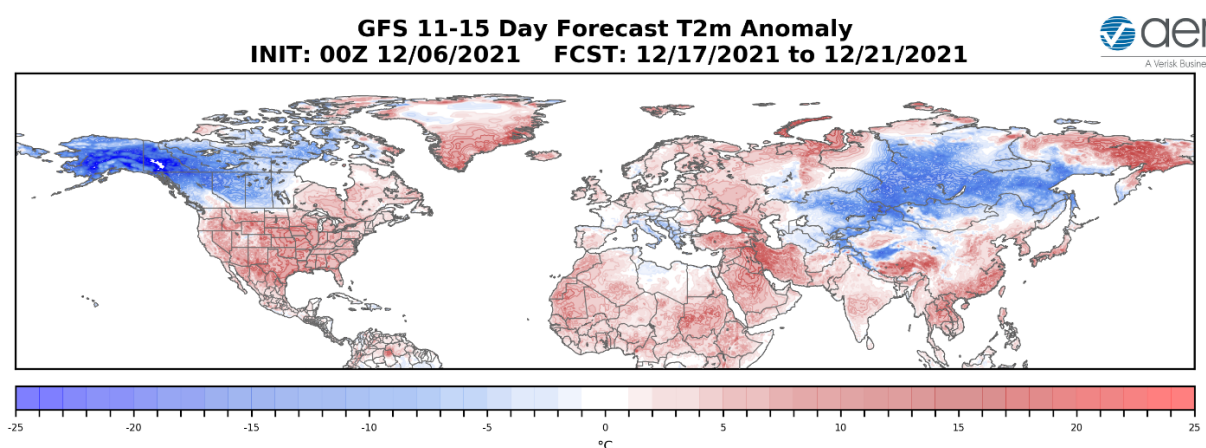 GFS 11-15 Day Forecast T2m Anomaly
INIT: 00Z 12/06/2021 FCST: 12/17/2021 to 12/21/2021
aer
A Verisk Busine
-25 -20 -15 -10 -5 0 5 10 15 20 25
°C